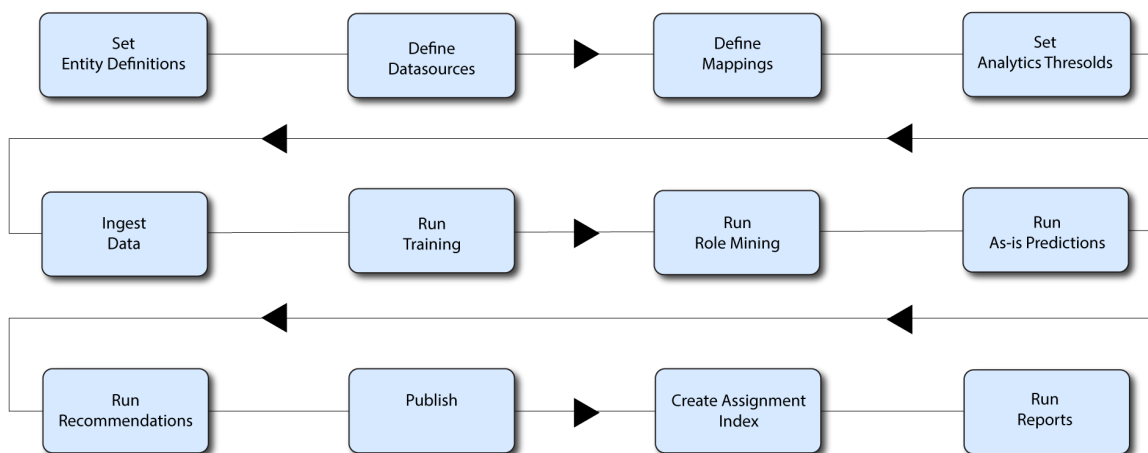 Set
Entity Definitions
Define
Datasources
Define
Mappings
Set
Analytics Thresolds
Ingest
Data
Run
Training
Run
Role Mining
Run
As-is Predictions
Run
Recommendations
Publish
Create Assignment
Index
Run
Reports